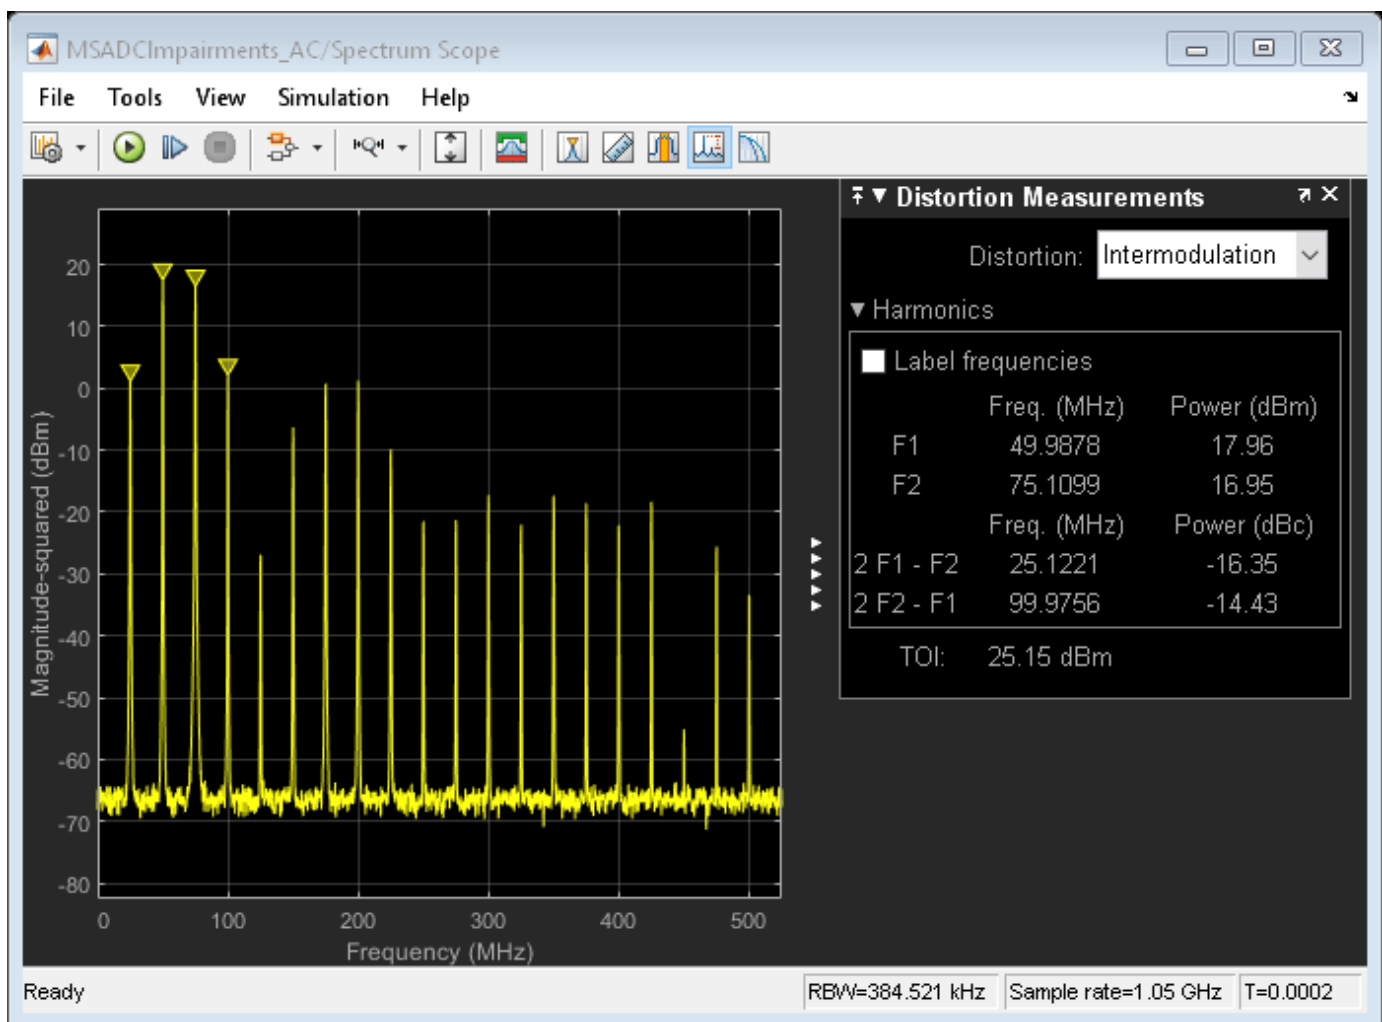 MSADCImpairments_AC/Spectrum Scope
File Tools View Simulation Help
Distortion Measurements
Distortion: Intermodulation
Harmonics
Label frequencies
Freq. (MHz) Power (dBm)
F1 49.9878 17.96
F2 75.1099 16.95
Freq. (MHz) Power (dBc)
2 F1 - F2 25.1221 -16.35
2 F2 - F1 99.9756 -14.43
TOI: 25.15 dBm
Magnitude-squared (dBm)
20
10
0
-10
-20
-30
-40
-50
-60
-70
-80
0 100 200 300 400 500
Frequency (MHz)
Ready RBW=384.521 kHz Sample rate=1.05 GHz T=0.0002